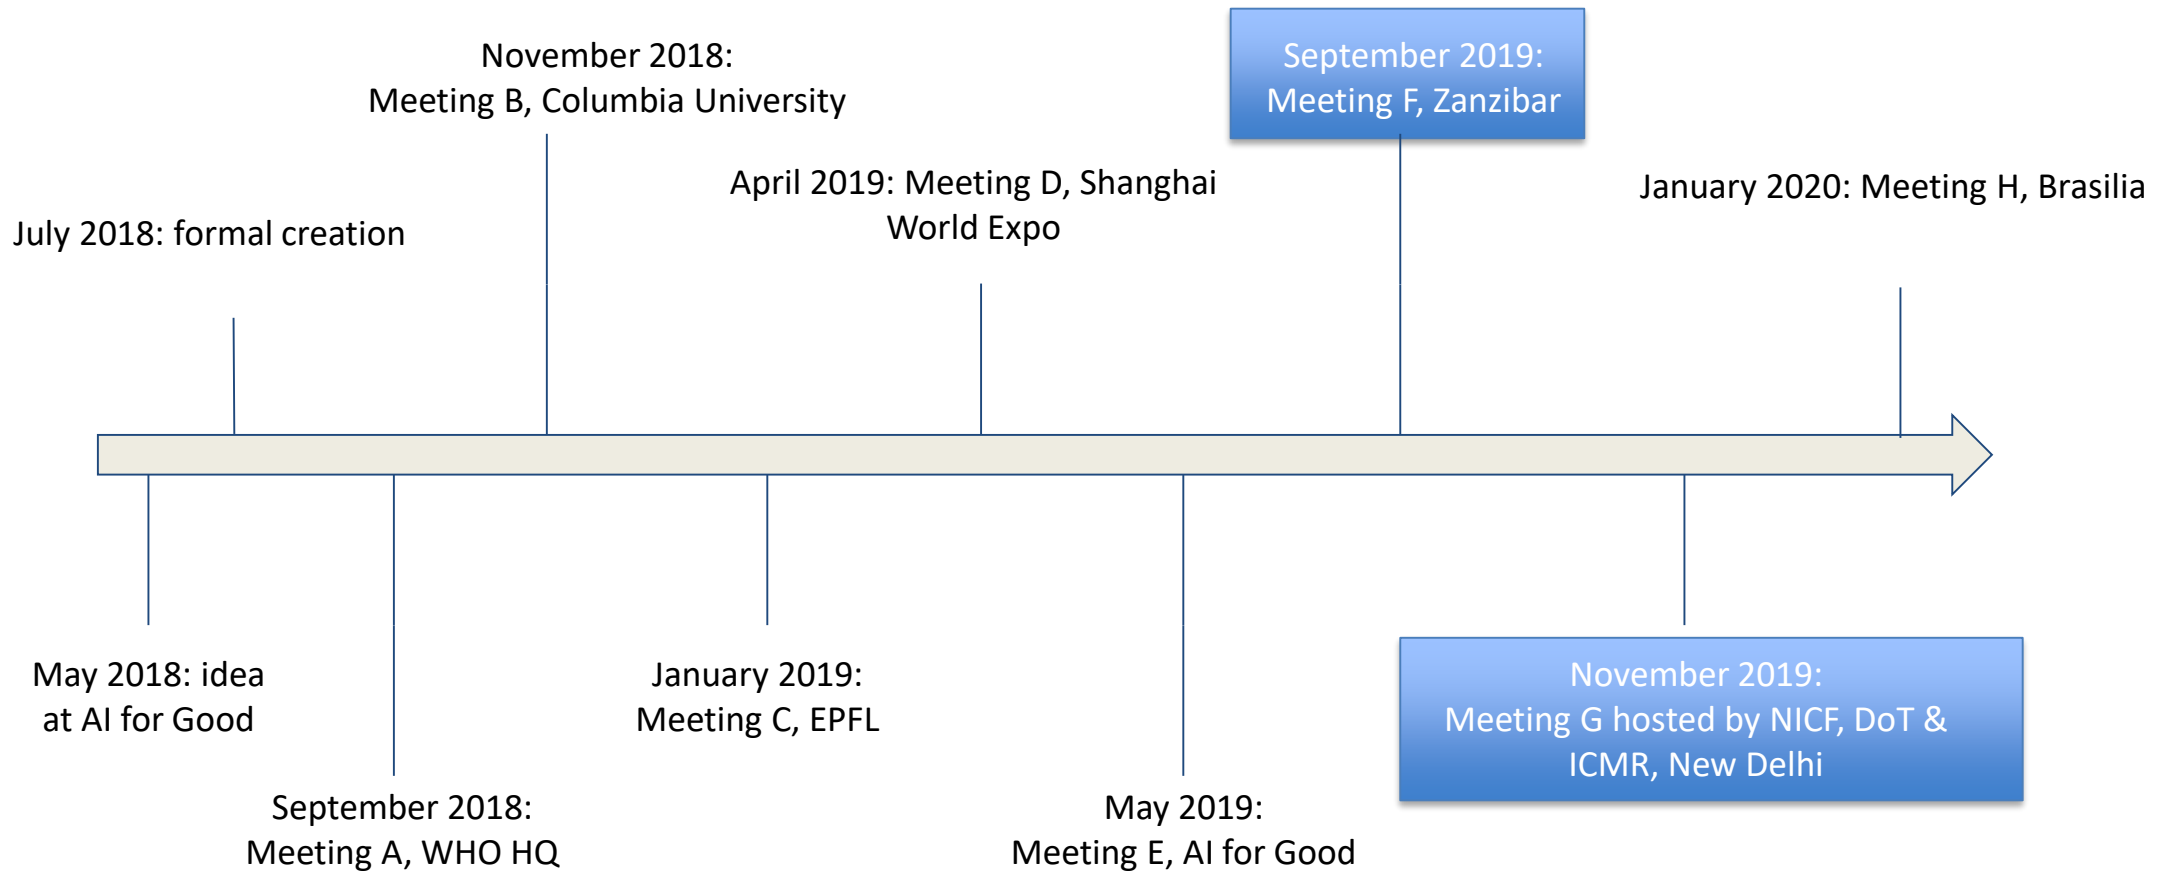 November 2018:
Meeting B, Columbia University
September 2019:
Meeting F, Zanzibar
April 2019: Meeting D, Shanghai
World Expo
January 2020: Meeting H, Brasilia
July 2018: formal creation
May 2018: idea
at AI for Good
January 2019:
Meeting C, EPFL
November 2019:
Meeting G hosted by NICF, DoT &
ICMR, New Delhi
September 2018:
Meeting A, WHO HQ
May 2019:
Meeting E, AI for Good